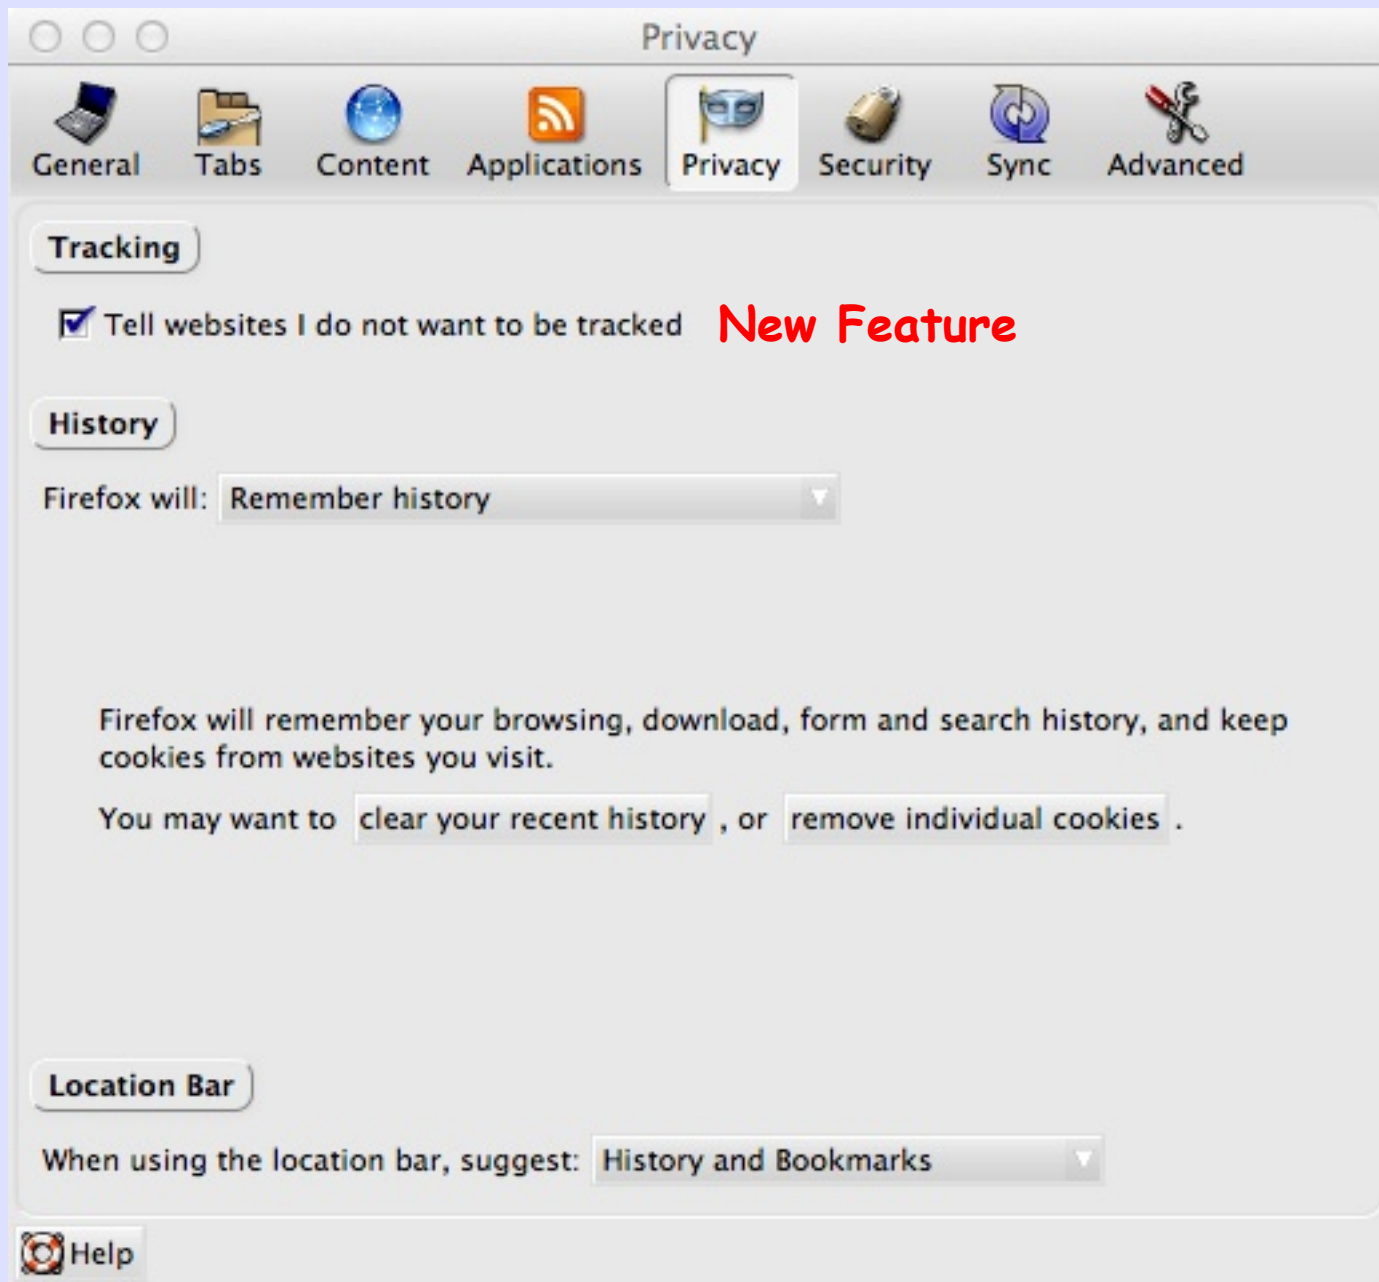 Privacy
General Tabs Content Applications Privacy Security Sync Advanced
Tracking
Tell websites I do not want to be tracked New Feature
History
Firefox will: Remember history
Firefox will remember your browsing, download, form and search history, and keep
cookies from websites you visit.
You may want to clear your recent history , or remove individual cookies .
Location Bar
When using the location bar, suggest: History and Bookmarks
Help